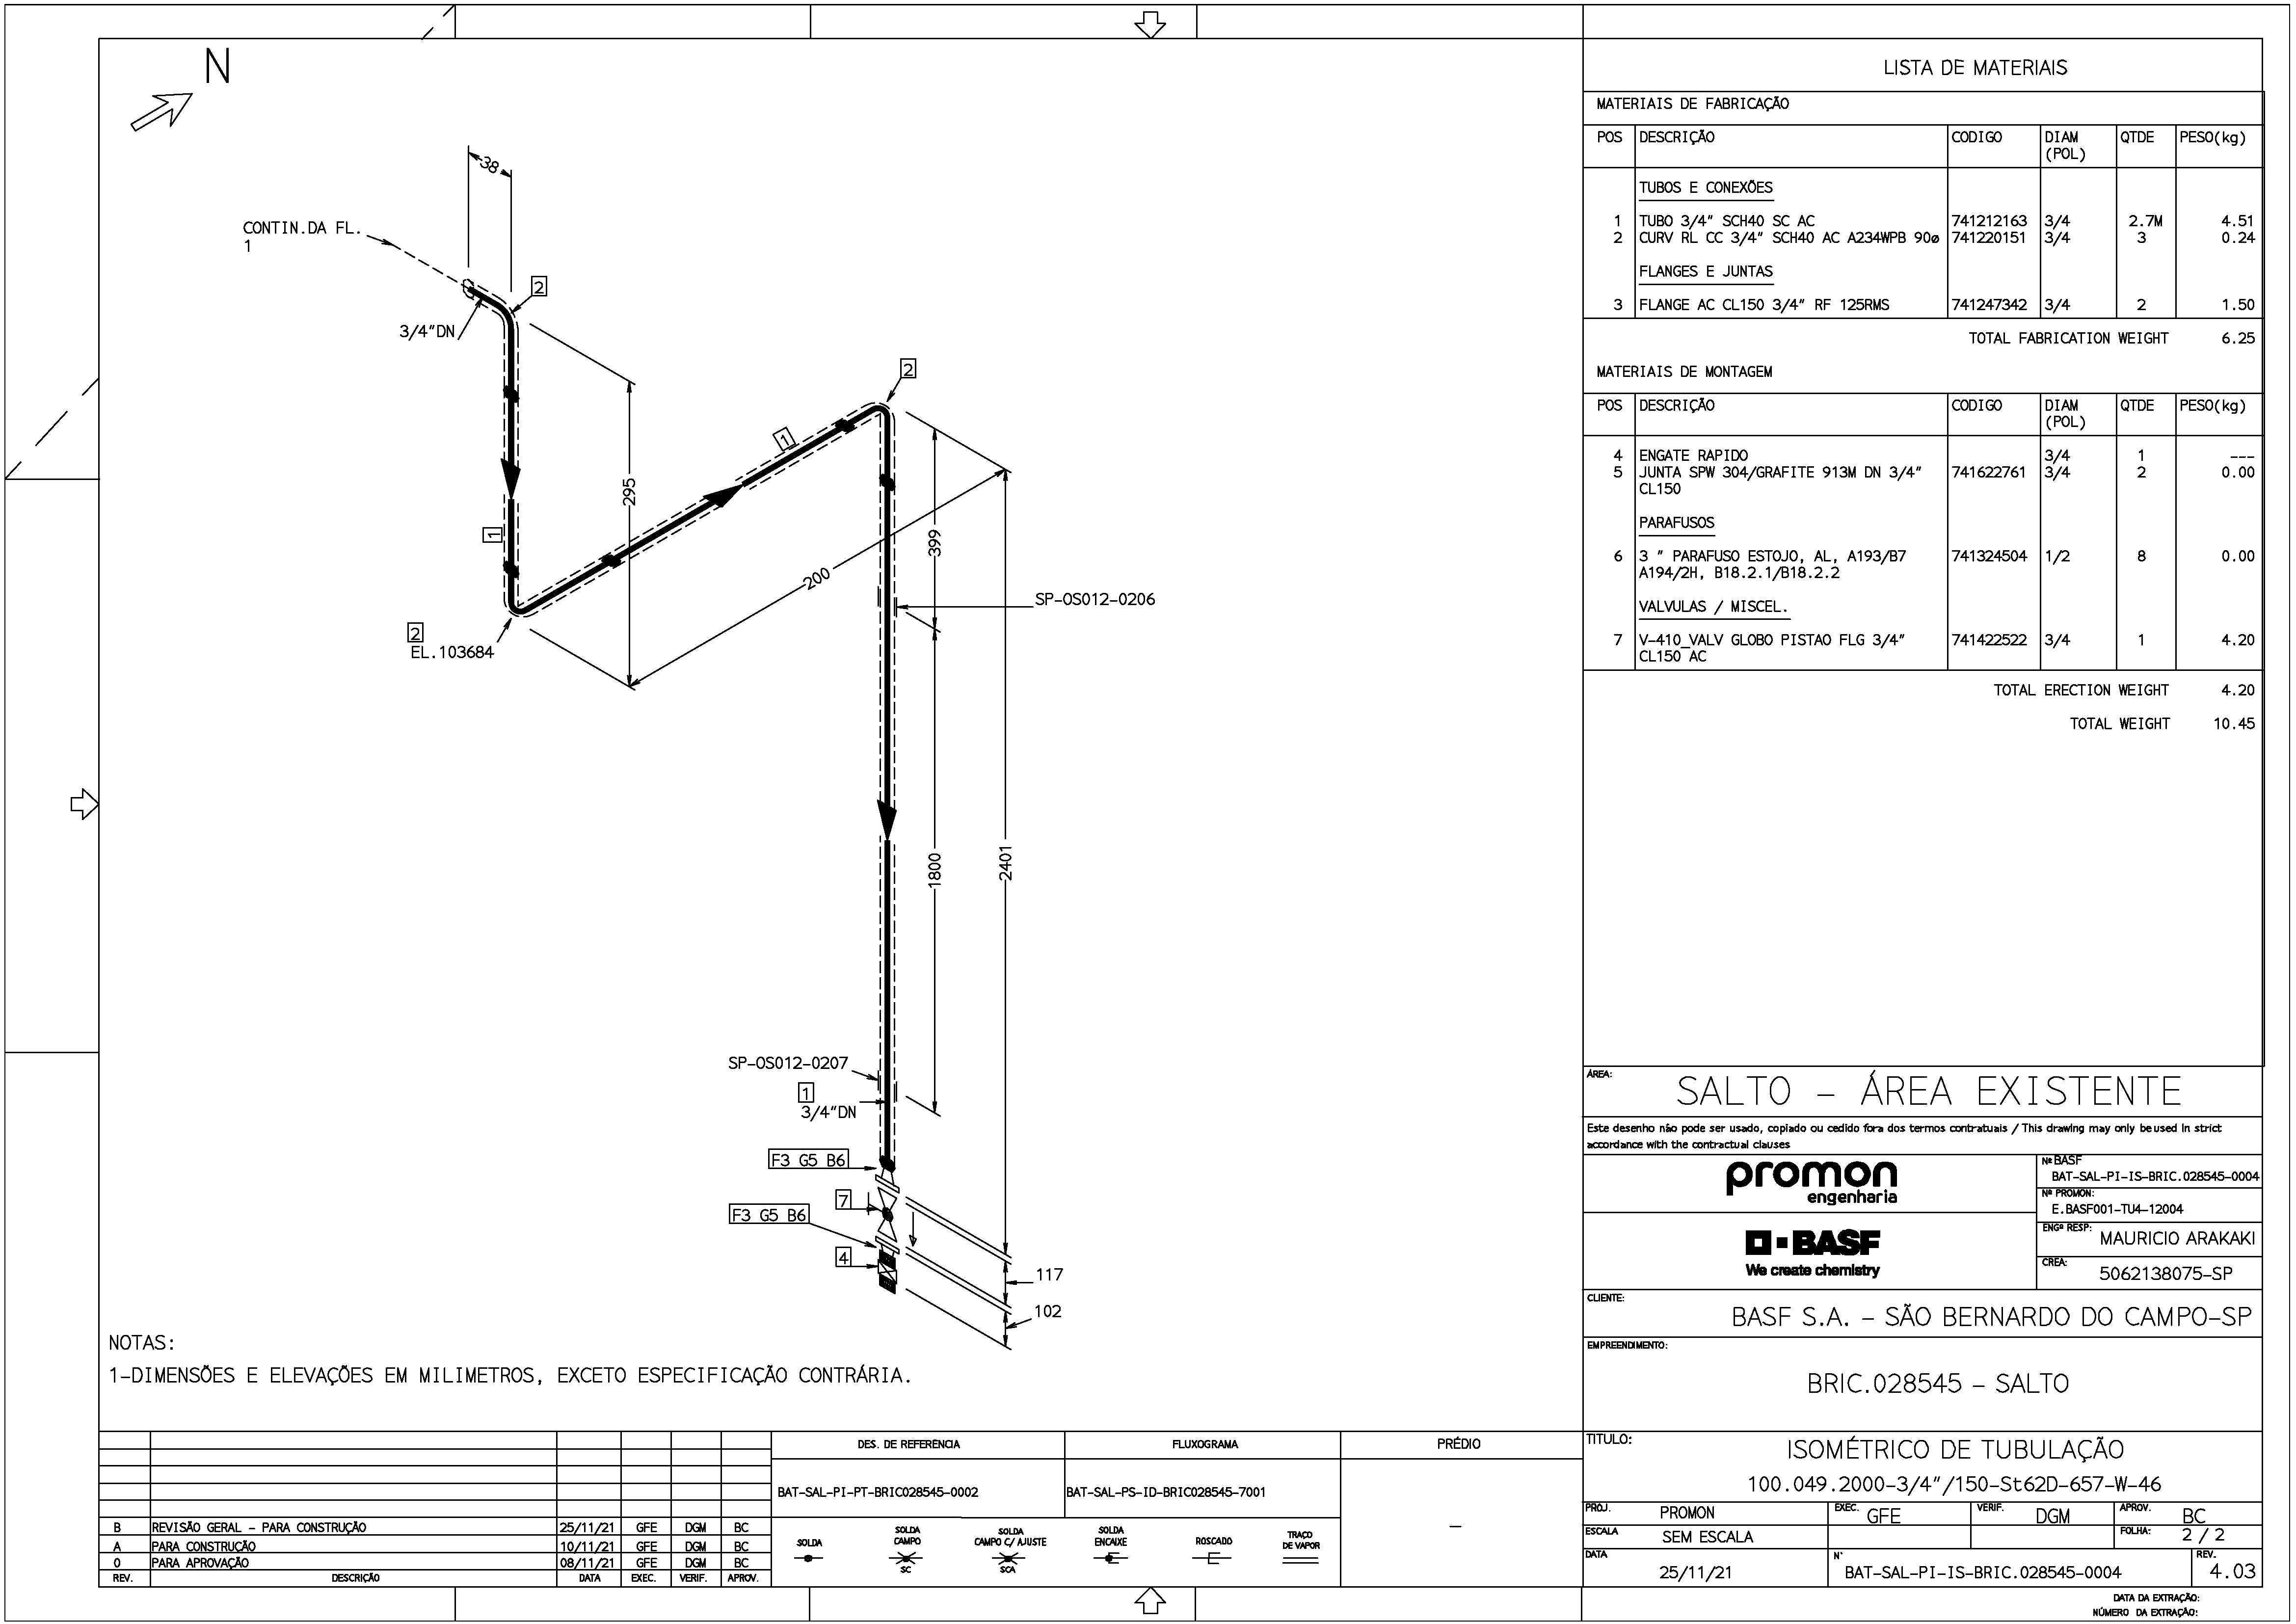 N
38
CONTIN.DA FL.
1
2
3/4"DN
2
1
295
1
399
200
SP-OS012-0206
2
EL.103684
1800
2401
SP-OS012-0207
1
3/4"DN
F3 G5 B6
7
F3 G5 B6
4
117
102
NOTAS:
1-DIMENSÕES E ELEVAÇÕES EM MILIMETROS, EXCETO ESPECIFICAÇÃO CONTRÁRIA.
LISTA DE MATERIAIS
MATERIAIS DE FABRICAÇÃO
POS DESCRIÇÃO CODIGO DIAM (POL) QTDE PESO(kg)
TUBOS E CONEXÕES
1 TUBO 3/4" SCH40 SC AC 741212163 3/4 2.7M 4.51
2 CURV RL CC 3/4" SCH40 AC A234WPB 90ø 741220151 3/4 3 0.24
FLANGES E JUNTAS
3 FLANGE AC CL150 3/4" RF 125RMS 741247342 3/4 2 1.50
TOTAL FABRICATION WEIGHT 6.25
MATERIAIS DE MONTAGEM
POS DESCRIÇÃO CODIGO DIAM (POL) QTDE PESO(kg)
4 ENGATE RAPIDO 3/4 1 ---
5 JUNTA SPW 304/GRAFITE 913M DN 3/4" 741622761 3/4 2 0.00
CL150
PARAFUSOS
6 3 " PARAFUSO ESTOJO, AL, A193/B7 741324504 1/2 8 0.00
A194/2H, B18.2.1/B18.2.2
VALVULAS / MISCEL.
7 V-410_VALV GLOBO PISTAO FLG 3/4" 741422522 3/4 1 4.20
CL150 AC
TOTAL ERECTION WEIGHT 4.20
TOTAL WEIGHT 10.45
ÁREA:
SALTO - ÁREA EXISTENTE
Este desenho não pode ser usado, copiado ou cedido fora dos termos contratuais / This drawing may only be used in strict
accordance with the contractual clauses
promon
engenharia
Nº BASF
BAT-SAL-PI-IS-BRIC.028545-0004
Nº PROMON:
E.BASF001-TU4-12004
BASF
We create chemistry
ENGº RESP:
MAURICIO ARAKAKI
CREA:
5062138075-SP
CLIENTE:
BASF S.A. - SÃO BERNARDO DO CAMPO-SP
EMPREENDIMENTO:
BRIC.028545 - SALTO
TITULO:
ISOMÉTRICO DE TUBULAÇÃO
100.049.2000-3/4"/150-St62D-657-W-46
PROJ. PROMON EXEC. GFE VERIF. DGM APROV. BC
ESCALA SEM ESCALA FOLHA: 2 / 2
DATA 25/11/21 N° BAT-SAL-PI-IS-BRIC.028545-0004 REV. 4.03
DATA DA EXTRAÇÃO:
NÚMERO DA EXTRAÇÃO:
B REVISÃO GERAL - PARA CONSTRUÇÃO 25/11/21 GFE DGM BC
A PARA CONSTRUÇÃO 10/11/21 GFE DGM BC
0 PARA APROVAÇÃO 08/11/21 GFE DGM BC
REV. DESCRIÇÃO DATA EXEC. VERIF. APROV.
DES. DE REFERÊNCIA FLUXOGRAMA PRÉDIO
BAT-SAL-PI-PT-BRIC028545-0002 BAT-SAL-PS-ID-BRIC028545-7001 -
SOLDA
SOLDA CAMPO
SC
SOLDA CAMPO C/ AJUSTE
SCA
SOLDA ENCAIXE
ROSCADO
TRAÇO DE VAPOR